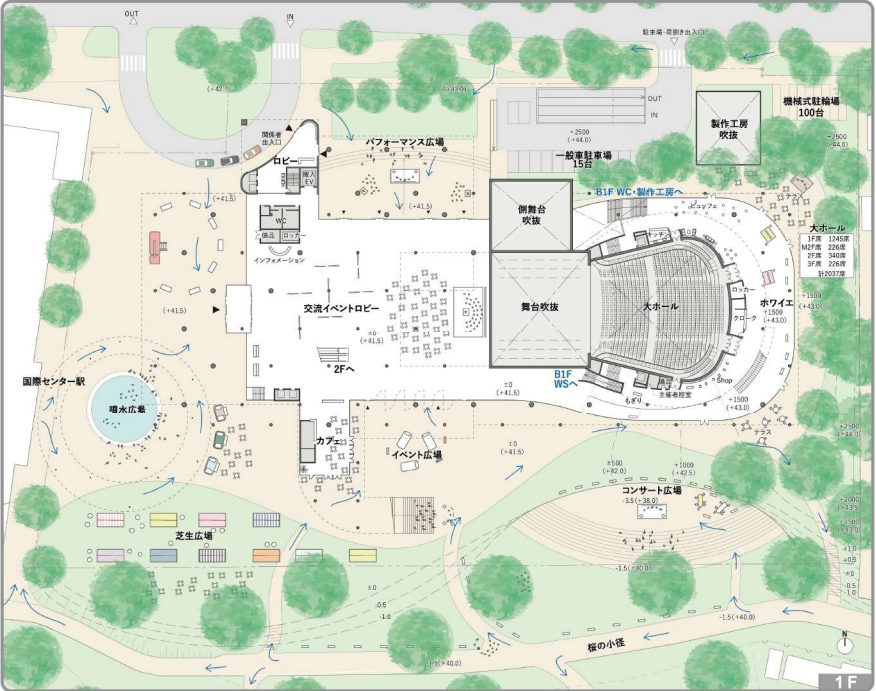 OUT
IN
駐車場・荷捌き出入口
(+43.0)
OUT
IN
+2500
(+44.0)
一般車駐車場
15台
製作工房
吹抜
機械式駐輪場
100台
+2500
関係者
出入口
ロビー
搬入
EV
パフォーマンス広場
(+41.5)
(+41.5)
側舞台
吹抜
B1F WC・製作工房へ
ビュッフェ
キッチン
テラス
大ホール
1F席 1245席
M2F席 226席
2F席 340席
3F席 226席
計2037席
WC
備品
ロッカー
インフォメーション
交流イベントロビー
±0
(+41.5)
2Fへ
(+41.5)
舞台吹抜
大ホール
ロッカー
クローク
ホワイエ
+1500
(+43.0)
+1500
(+43.0)
国際センター駅
噴水広場
B1F
WSへ
もぎり
主催者控室
Shop
+1500
(+43.0)
テラス
±0
(+41.5)
カフェ
イベント広場
±0
(+41.5)
+500
(+42.0)
+1000
(+42.5)
コンサート広場
-3.5(+38.0)
芝生広場
-1.5(+40.0)
±0
-0.5
-1.0
+1.0
+0.5
±0
-0.5
-1.0
-1.5(+40.0)
桜の小径
-1.5(+40.0)
N
1F